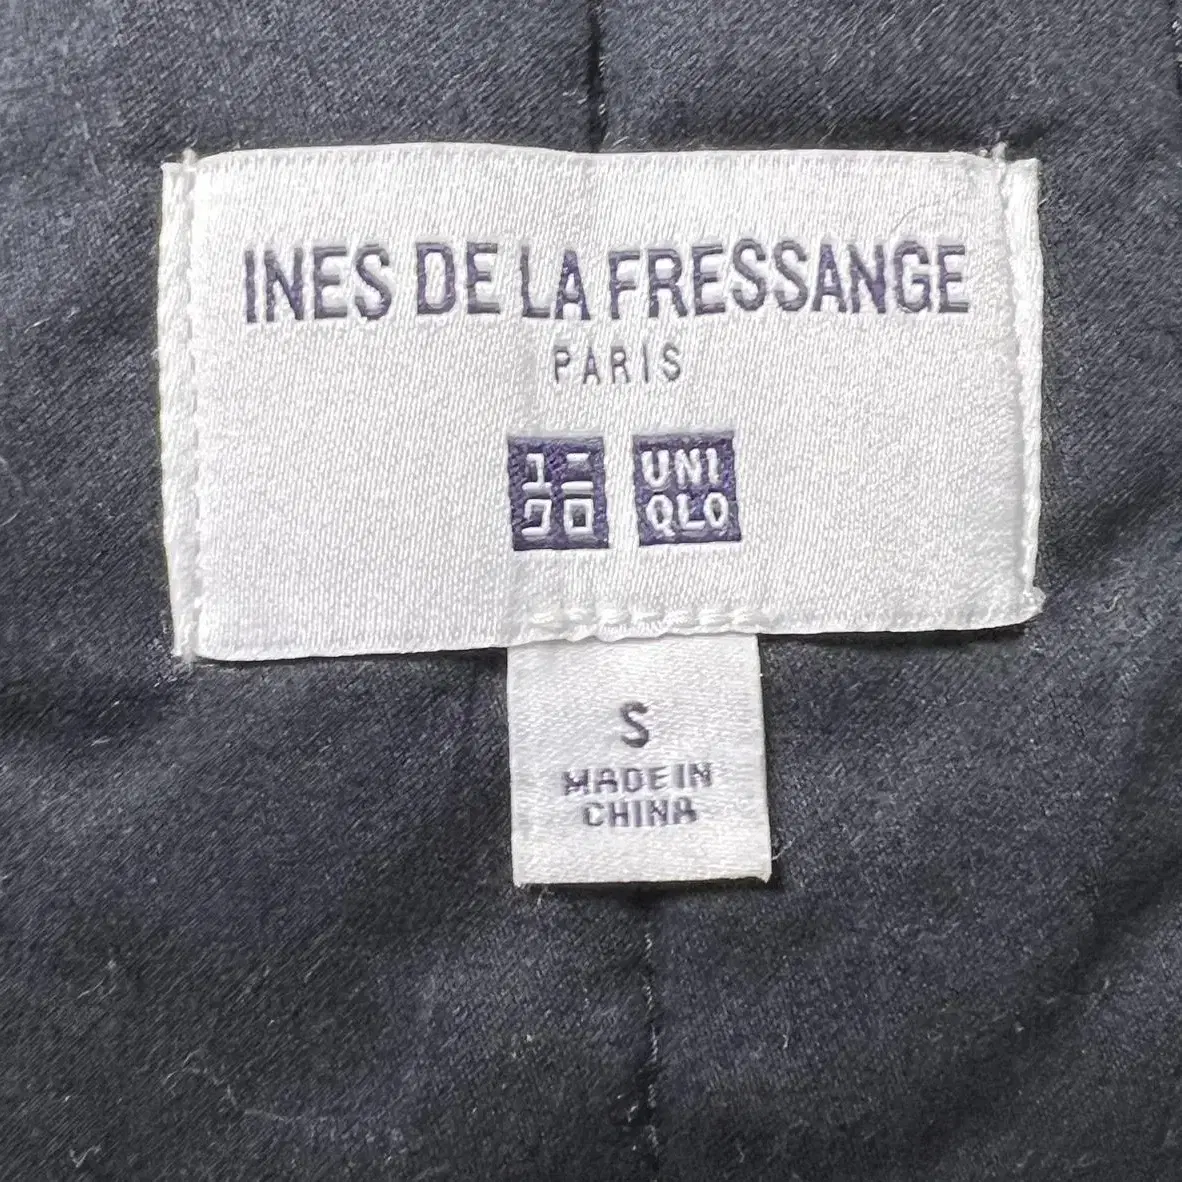 INES DE LA FRESSANGE
PARIS
ユニ UNI
クロ QLO
S
MADE IN
CHINA